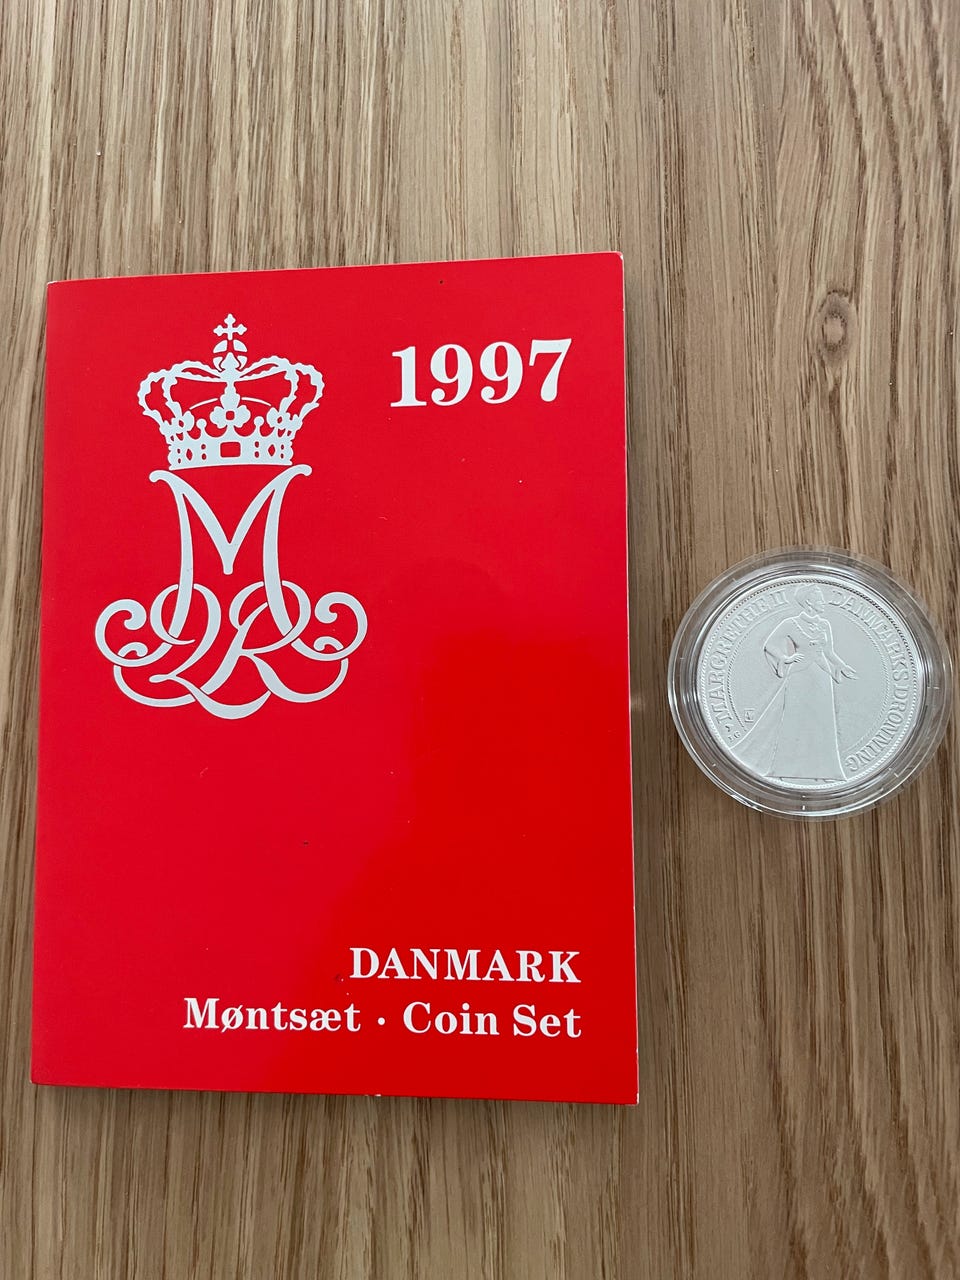 1997
DANMARK
Møntsæt · Coin Set
MARGRETHE II DANMARKS DRONNING